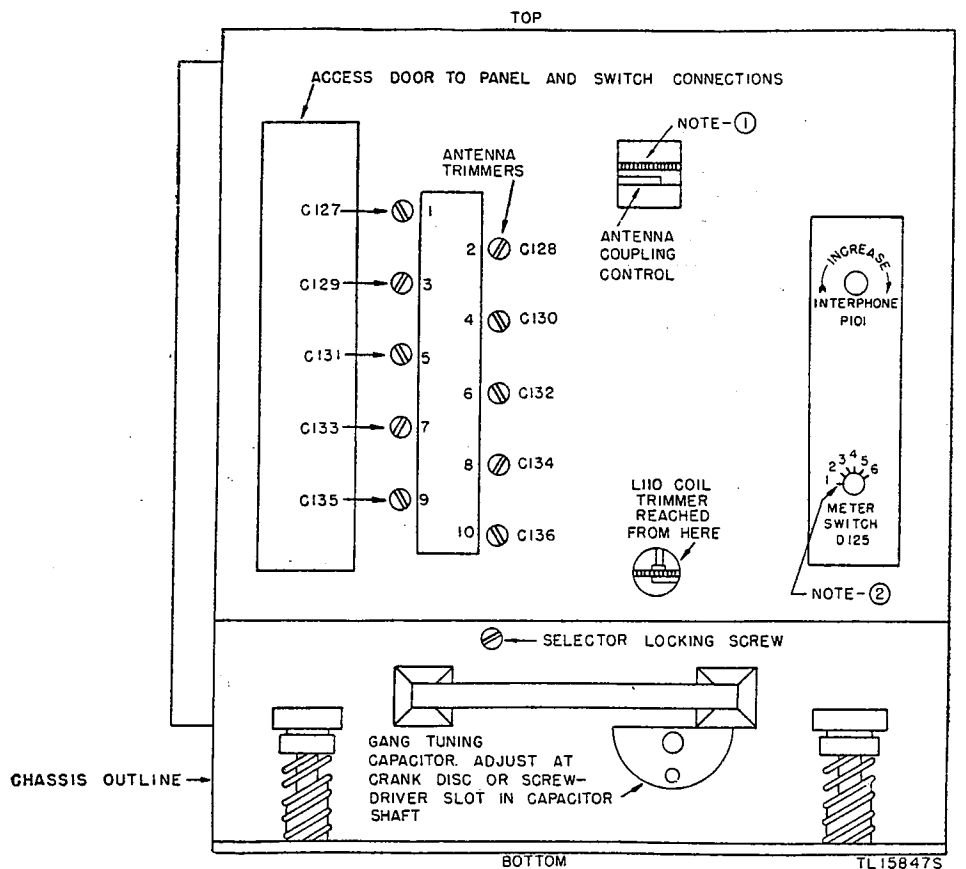 TOP
ACCESS DOOR TO PANEL AND SWITCH CONNECTIONS
NOTE-①
ANTENNA
TRIMMERS
C127
1
2
C128
ANTENNA
COUPLING
CONTROL
INCREASE
INTERPHONE
P101
C129
3
4
C130
C131
5
6
C132
C133
7
8
C134
C135
9
10
C136
L110 COIL
TRIMMER
REACHED
FROM HERE
1 2 3 4 5 6
METER
SWITCH
D125
NOTE-②
SELECTOR LOCKING SCREW
GANG TUNING
CAPACITOR. ADJUST AT
CRANK DISC OR SCREW-
DRIVER SLOT IN CAPACITOR
SHAFT
CHASSIS OUTLINE
BOTTOM
TL15847S